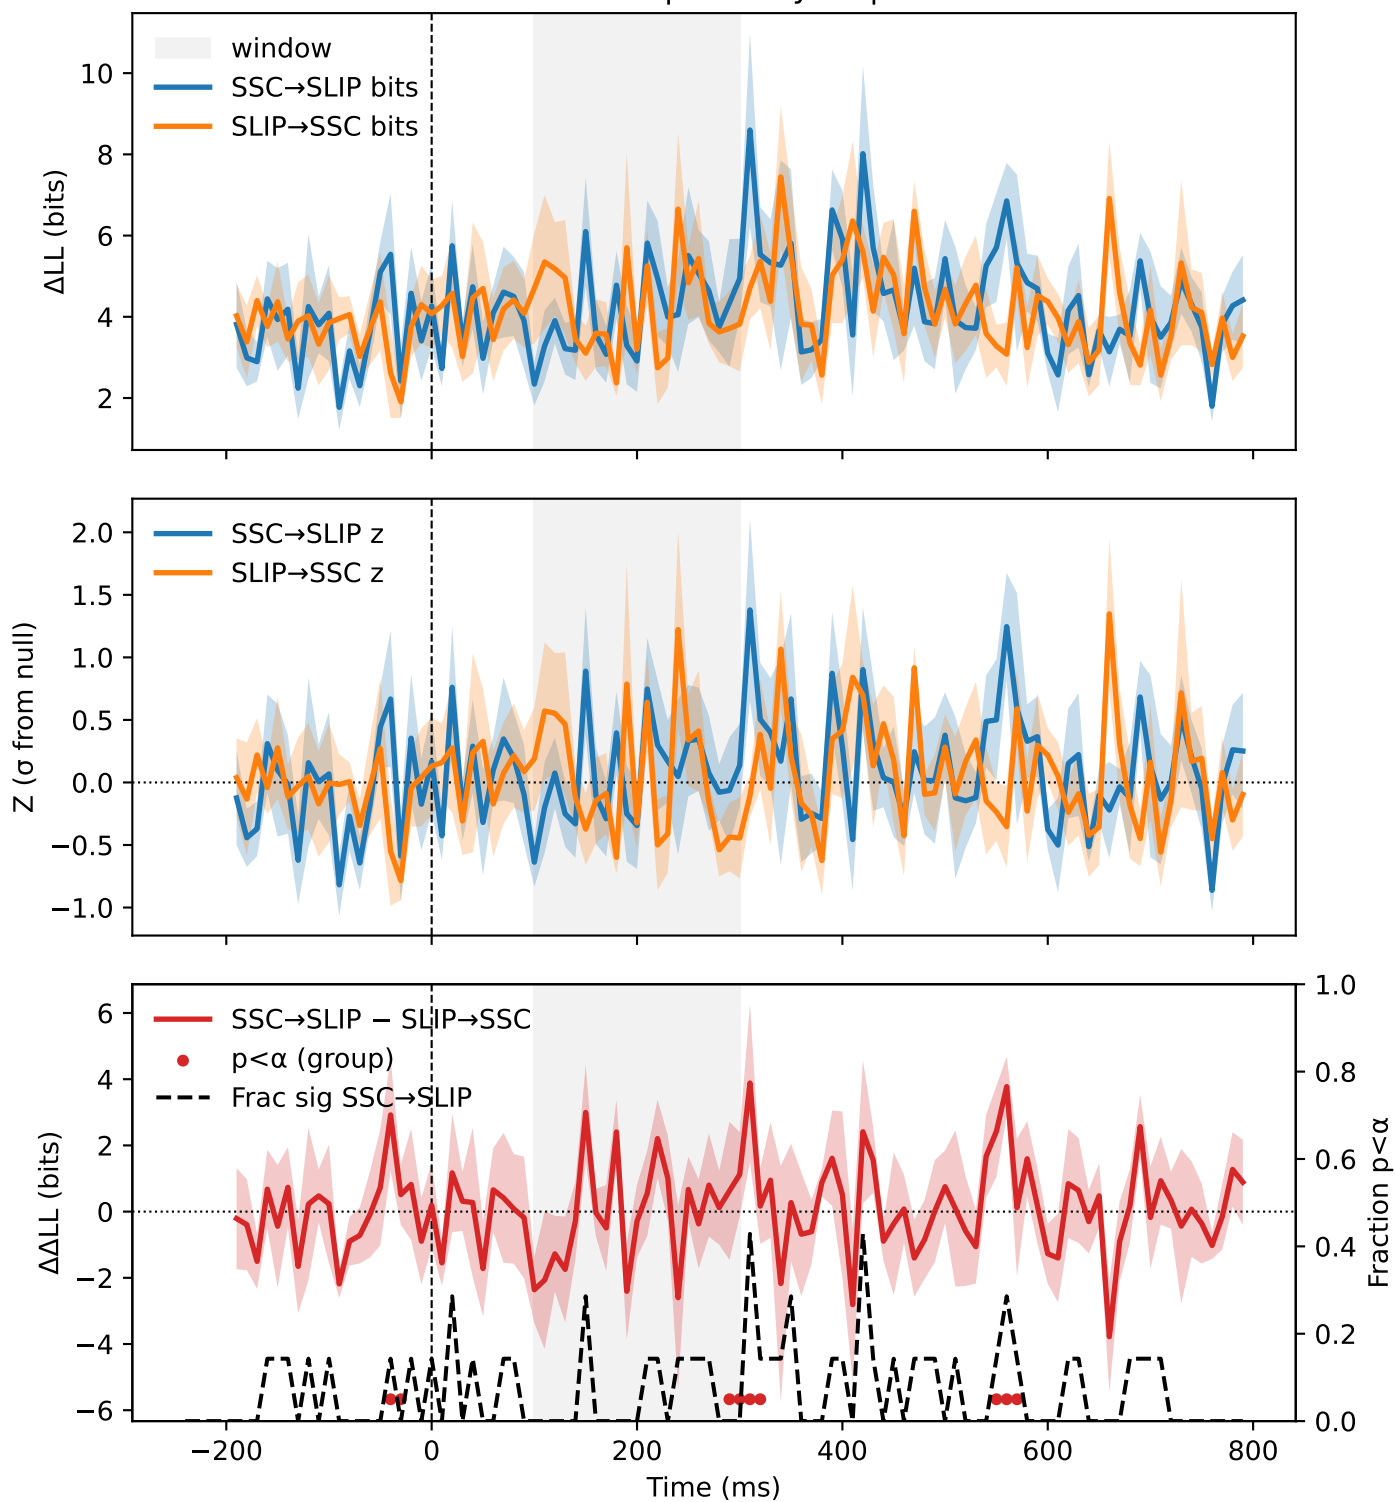 window
SSC→SLIP bits
SLIP→SSC bits
10
8
6
4
2
ΔLL (bits)
SSC→SLIP z
SLIP→SSC z
2.0
1.5
1.0
0.5
0.0
−0.5
−1.0
Z (σ from null)
SSC→SLIP − SLIP→SSC
p<α (group)
Frac sig SSC→SLIP
6
4
2
0
−2
−4
−6
ΔΔLL (bits)
1.0
0.8
0.6
0.4
0.2
0.0
Fraction p<α
−200
0
200
400
600
800
Time (ms)